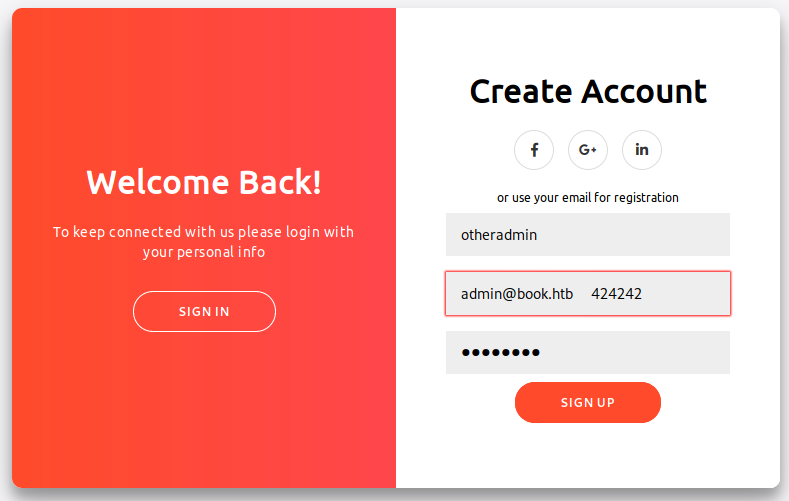 Welcome Back!
To keep connected with us please login with
your personal info
SIGN IN
Create Account
f
G+
in
or use your email for registration
otheradmin
admin@book.htb     424242
●●●●●●●●
SIGN UP